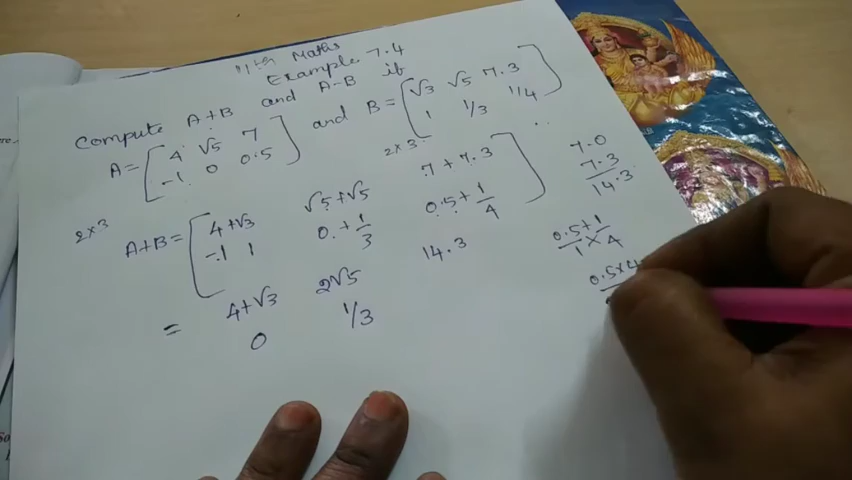 11th Maths
Example 7.4
Compute A+B and A-B if
A = [ 4 √5 7
-1 0 0.5 ] and B = [ √3 √5 7.3
1 1/3 1/4 ]
2×3 2×3
A+B = [ 4+√3 √5+√5 7+7.3
-1 1 0+1/3 0.5+1/4 ]
= 4+√3 2√5 14.3
0 1/3
7.0
7.3
14.3
0.5/1 + 1/4
0.5×4